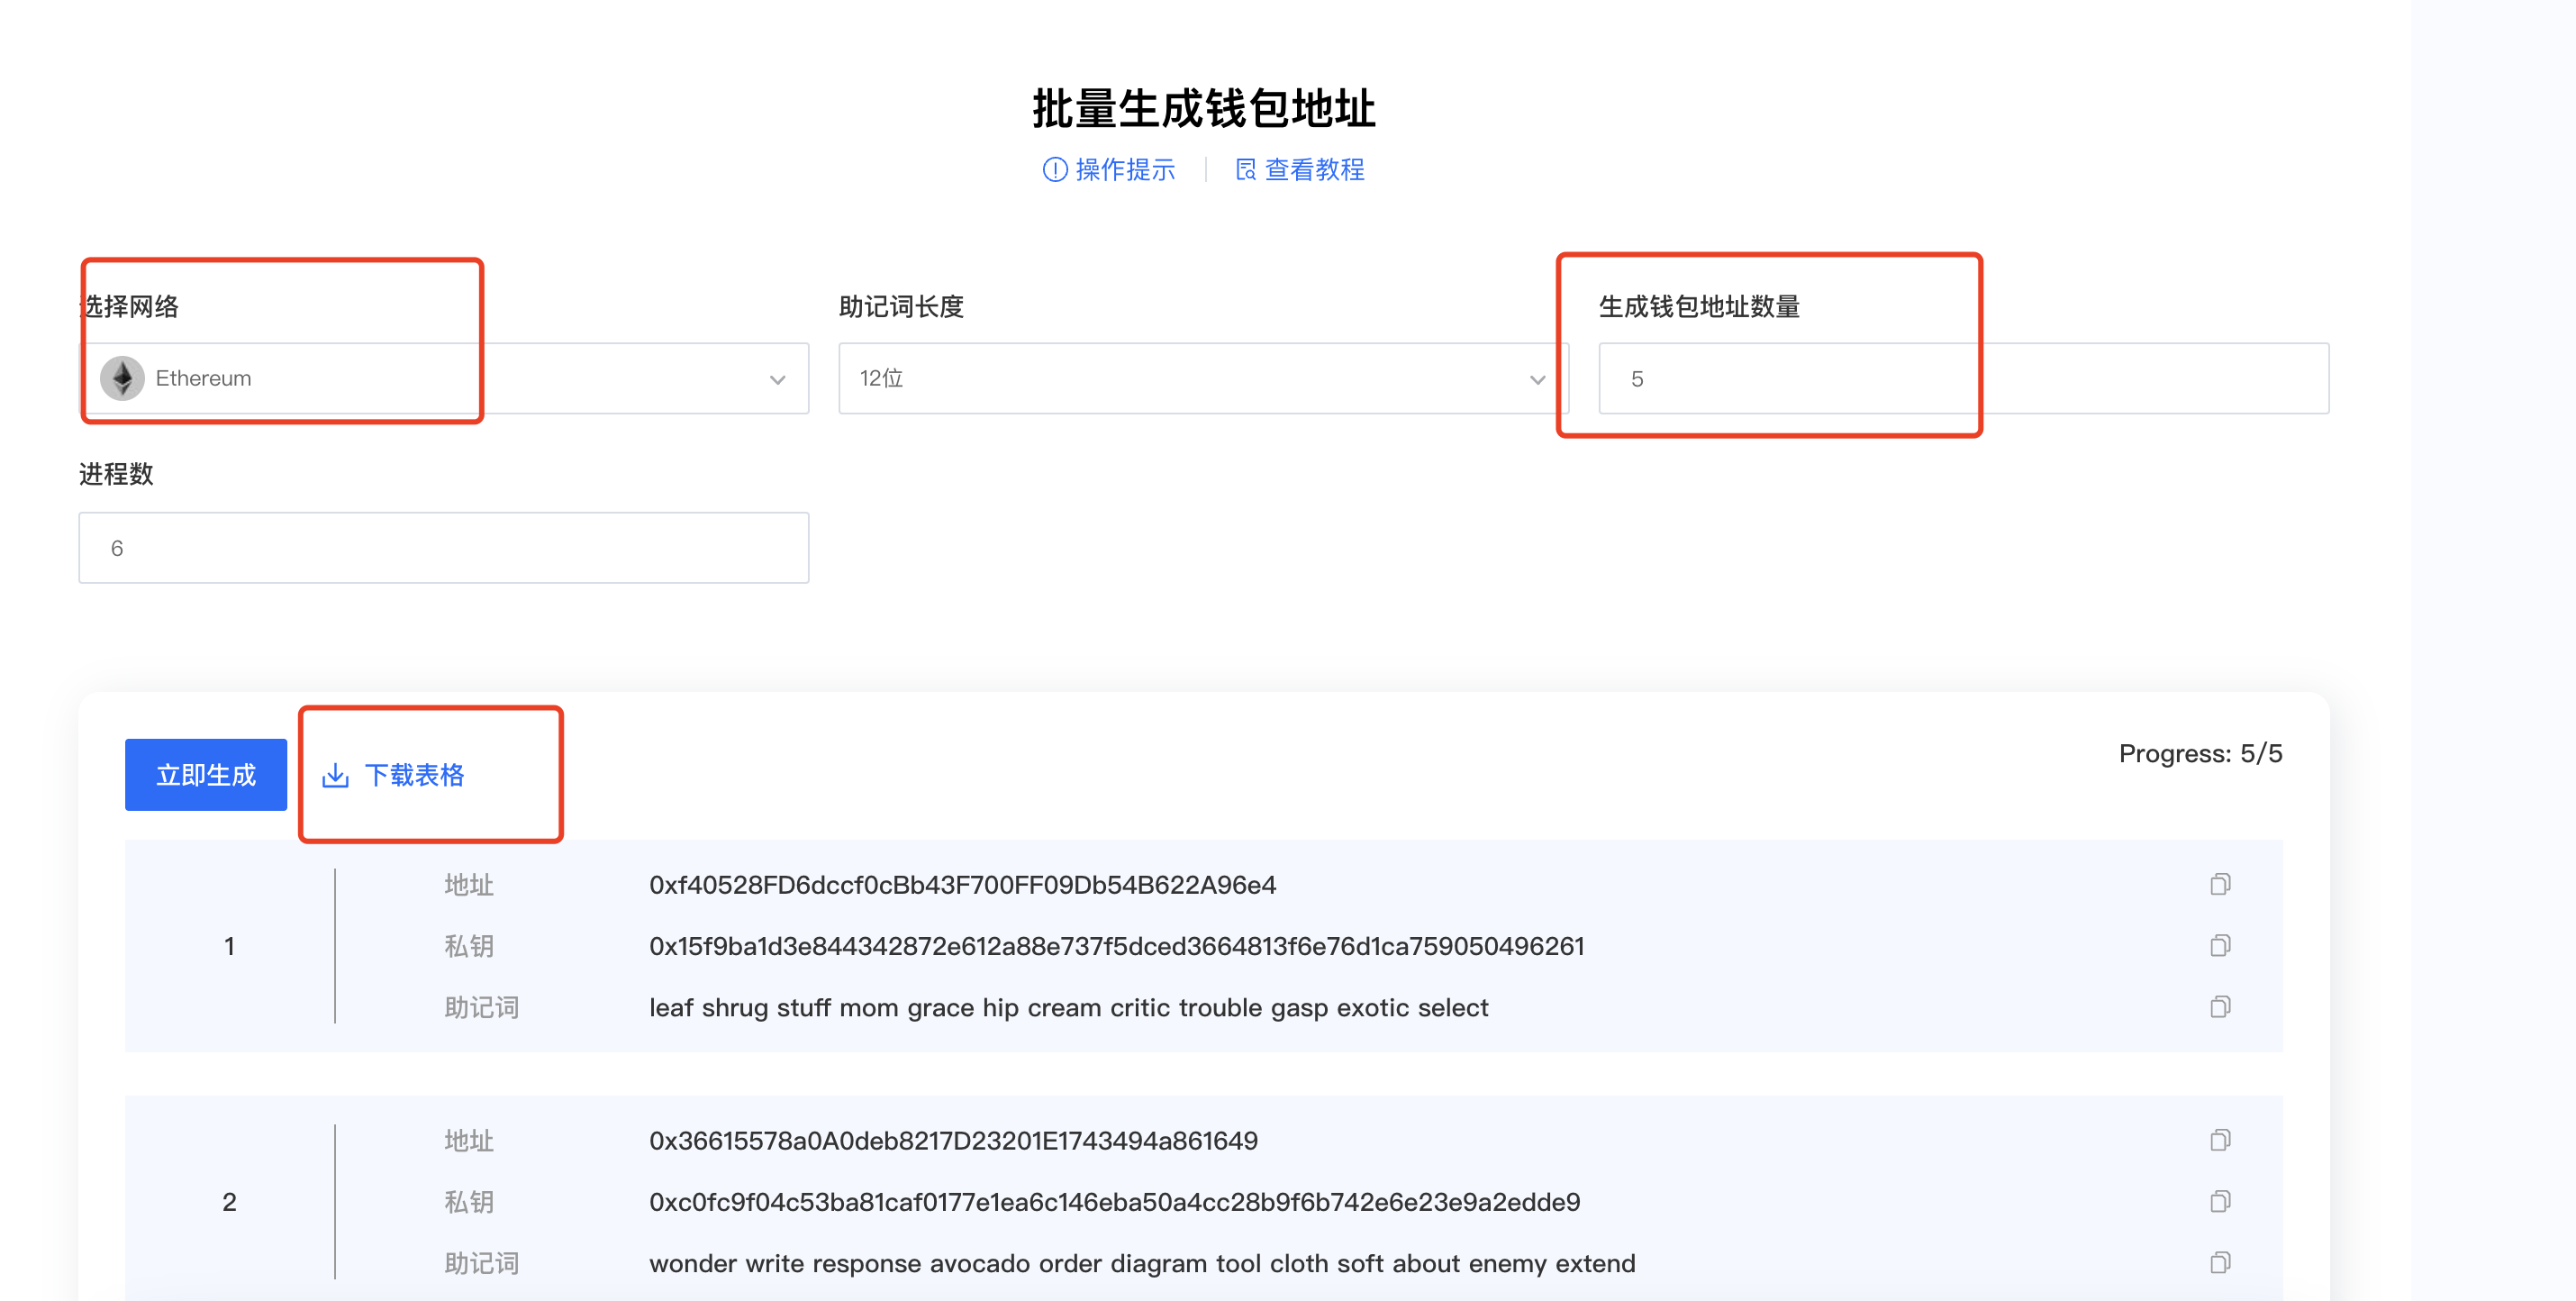 批量生成钱包地址
操作提示 查看教程
选择网络 助记词长度 生成钱包地址数量
Ethereum 12位 5
进程数
6
立即生成 下载表格 Progress: 5/5
地址 0xf40528FD6dccf0cBb43F700FF09Db54B622A96e4
1 私钥 0x15f9ba1d3e844342872e612a88e737f5dced3664813f6e76d1ca759050496261
助记词 leaf shrug stuff mom grace hip cream critic trouble gasp exotic select
地址 0x36615578a0A0deb8217D23201E1743494a861649
2 私钥 0xc0fc9f04c53ba81caf0177e1ea6c146eba50a4cc28b9f6b742e6e23e9a2edde9
助记词 wonder write response avocado order diagram tool cloth soft about enemy extend